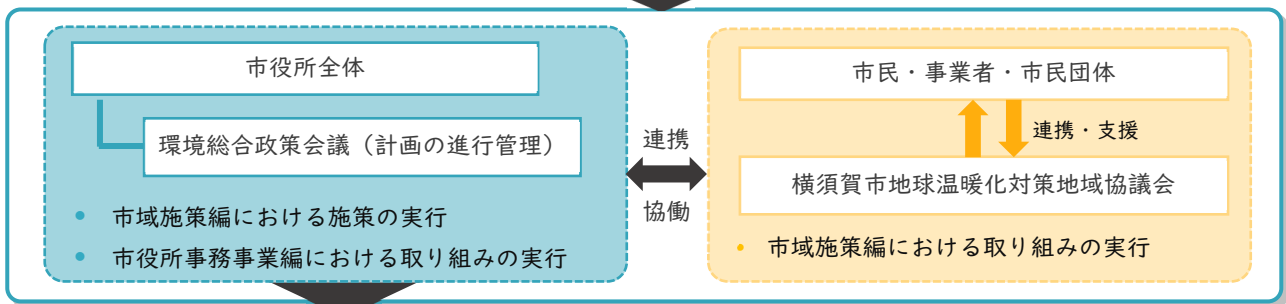 市役所全体
環境総合政策会議（計画の進行管理）
• 市域施策編における施策の実行
• 市役所事務事業編における取り組みの実行
連携
協働
市民・事業者・市民団体
連携・支援
横須賀市地球温暖化対策地域協議会
• 市域施策編における取り組みの実行